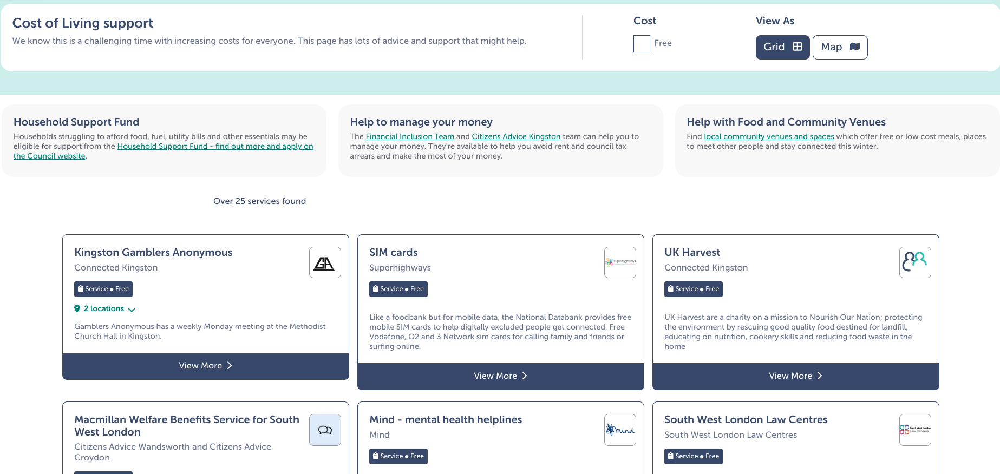 Cost of Living support
We know this is a challenging time with increasing costs for everyone. This page has lots of advice and support that might help.
Cost
Free
View As
Grid
Map
Household Support Fund
Households struggling to afford food, fuel, utility bills and other essentials may be
eligible for support from the Household Support Fund - find out more and apply on
the Council website.
Help to manage your money
The Financial Inclusion Team and Citizens Advice Kingston team can help you to
manage your money. They're available to help you avoid rent and council tax
arrears and make the most of your money.
Help with Food and Community Venues
Find local community venues and spaces which offer free or low cost meals, places
to meet other people and stay connected this winter.
Over 25 services found
Kingston Gamblers Anonymous
Connected Kingston
GA
Service ● Free
2 locations
Gamblers Anonymous has a weekly Monday meeting at the Methodist
Church Hall in Kingston.
View More
SIM cards
Superhighways
superhighways
Service ● Free
Like a foodbank but for mobile data, the National Databank provides free
mobile SIM cards to help digitally excluded people get connected. Free
Vodafone, O2 and 3 Network sim cards for calling family and friends or
surfing online.
View More
UK Harvest
Connected Kingston
Service ● Free
UK Harvest are a charity on a mission to Nourish Our Nation; protecting
the environment by rescuing good quality food destined for landfill,
educating on nutrition, cookery skills and reducing food waste in the
home
View More
Macmillan Welfare Benefits Service for South
West London
Citizens Advice Wandsworth and Citizens Advice
Croydon
Mind - mental health helplines
Mind
mind
Service ● Free
South West London Law Centres
South West London Law Centres
South West London
Law Centres
Service ● Free